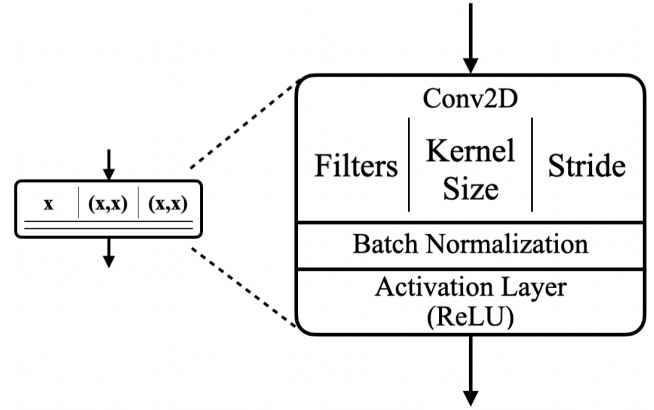 x (x,x) (x,x)
Conv2D
Filters Kernel Size Stride
Batch Normalization
Activation Layer
(ReLU)